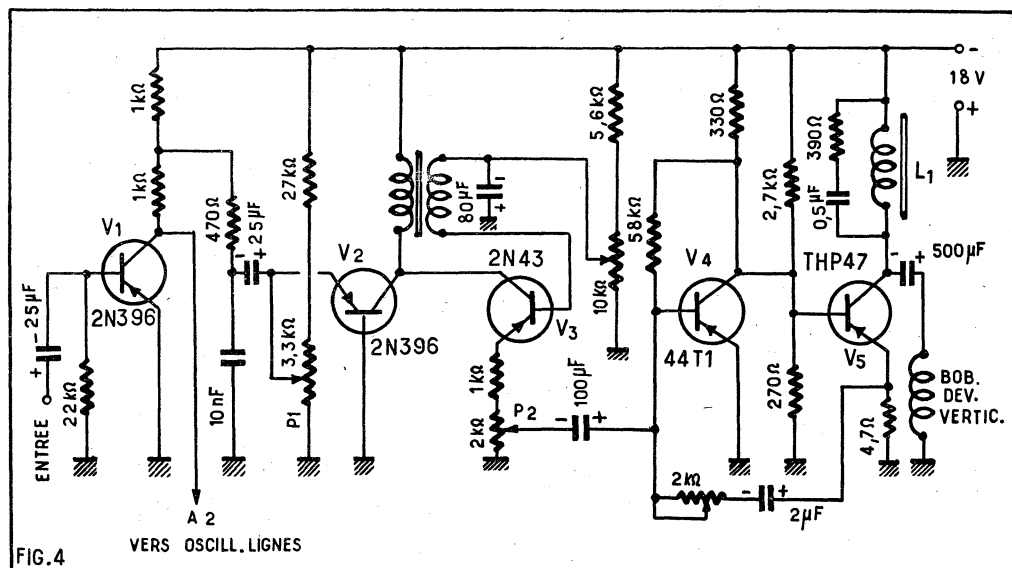 1kΩ
1kΩ
V1
2N396
25µF
-
+
22kΩ
ENTREE
470Ω
-
+
25µF
10nF
27kΩ
3,3kΩ
P1
V2
2N396
80µF
-
+
2N43
V3
1kΩ
2kΩ
P2
-
100µF
+
5,6kΩ
10kΩ
58kΩ
330Ω
V4
44T1
2,7kΩ
270Ω
390Ω
0,5µF
L1
-
18V
+
THP47
V5
-
+
500µF
4,7Ω
BOB.
DEV.
VERTIC.
2kΩ
-
+
2µF
A2
VERS OSCILL.LIGNES
FIG.4